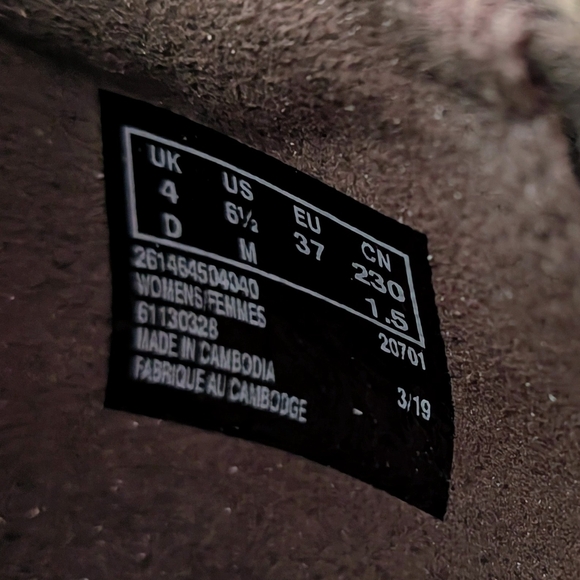 UK US EU CN
4 6½ 37 230
D M 1.5
261464504040
WOMENS/FEMMES 20701
61130328
MADE IN CAMBODIA 3/19
FABRIQUE AU CAMBODGE